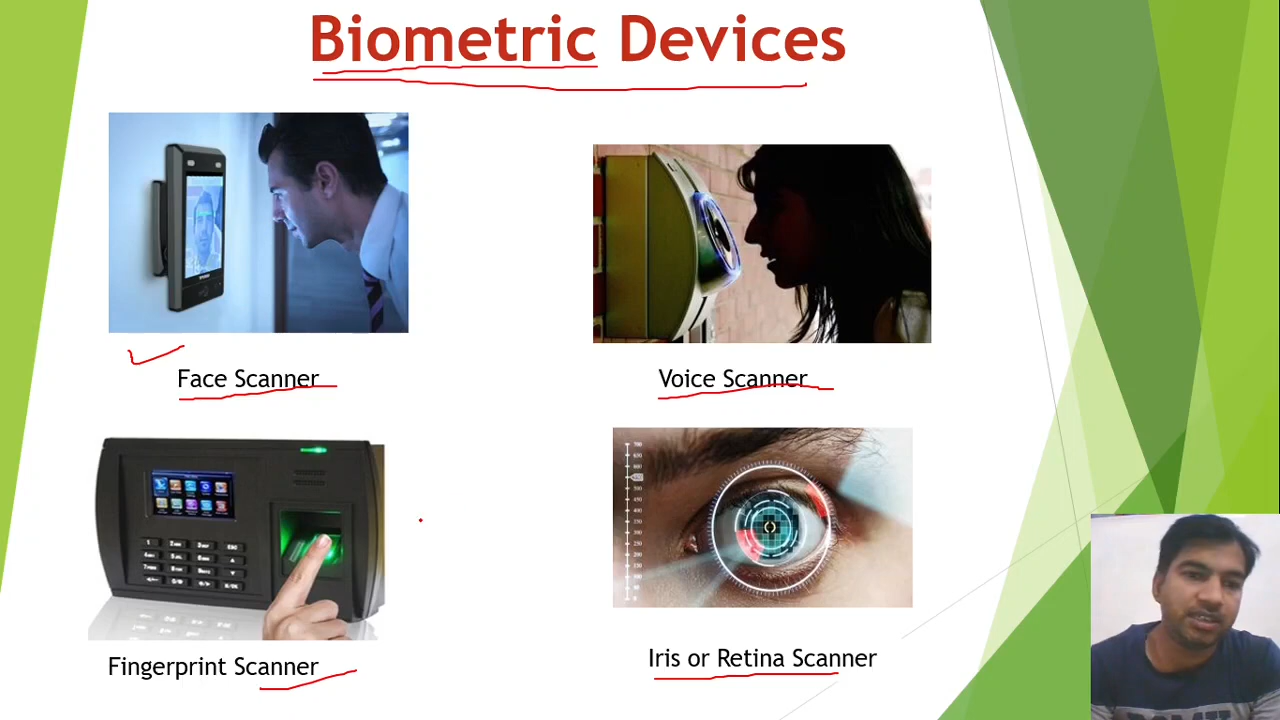 Biometric Devices
Face Scanner
Voice Scanner
Fingerprint Scanner
Iris or Retina Scanner